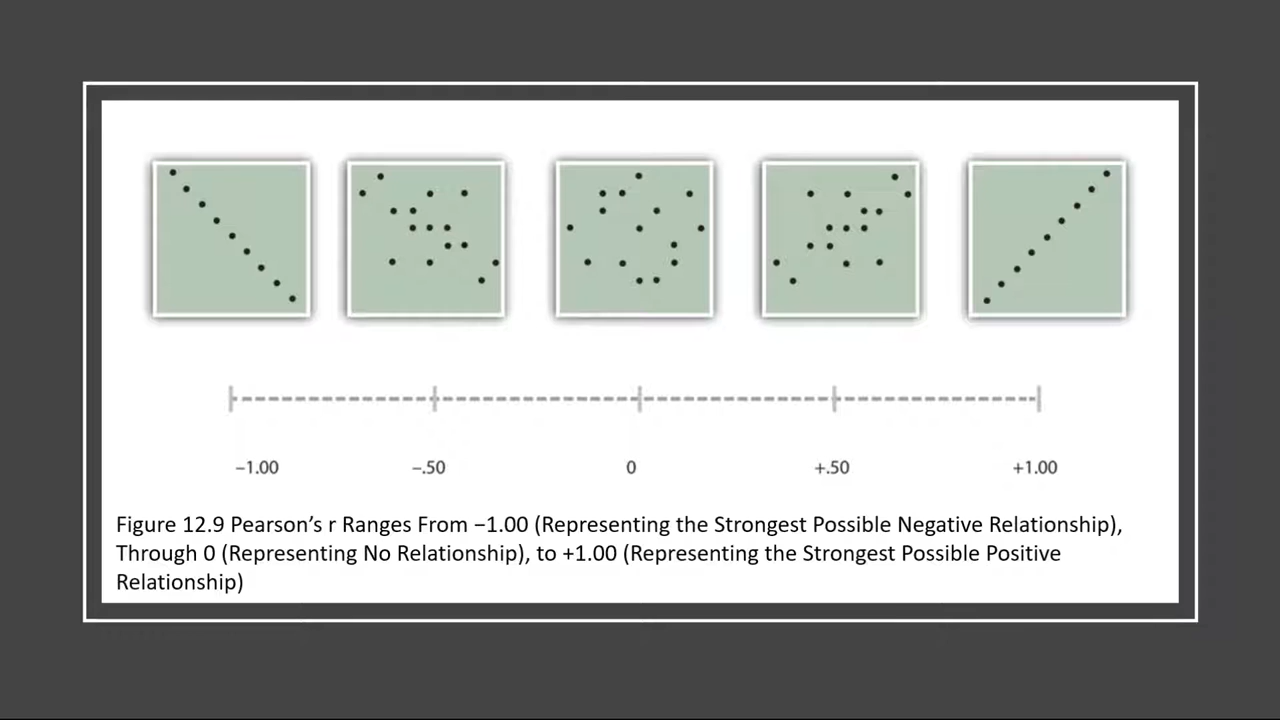 −1.00 −.50 0 +.50 +1.00
Figure 12.9 Pearson’s r Ranges From −1.00 (Representing the Strongest Possible Negative Relationship),
Through 0 (Representing No Relationship), to +1.00 (Representing the Strongest Possible Positive
Relationship)